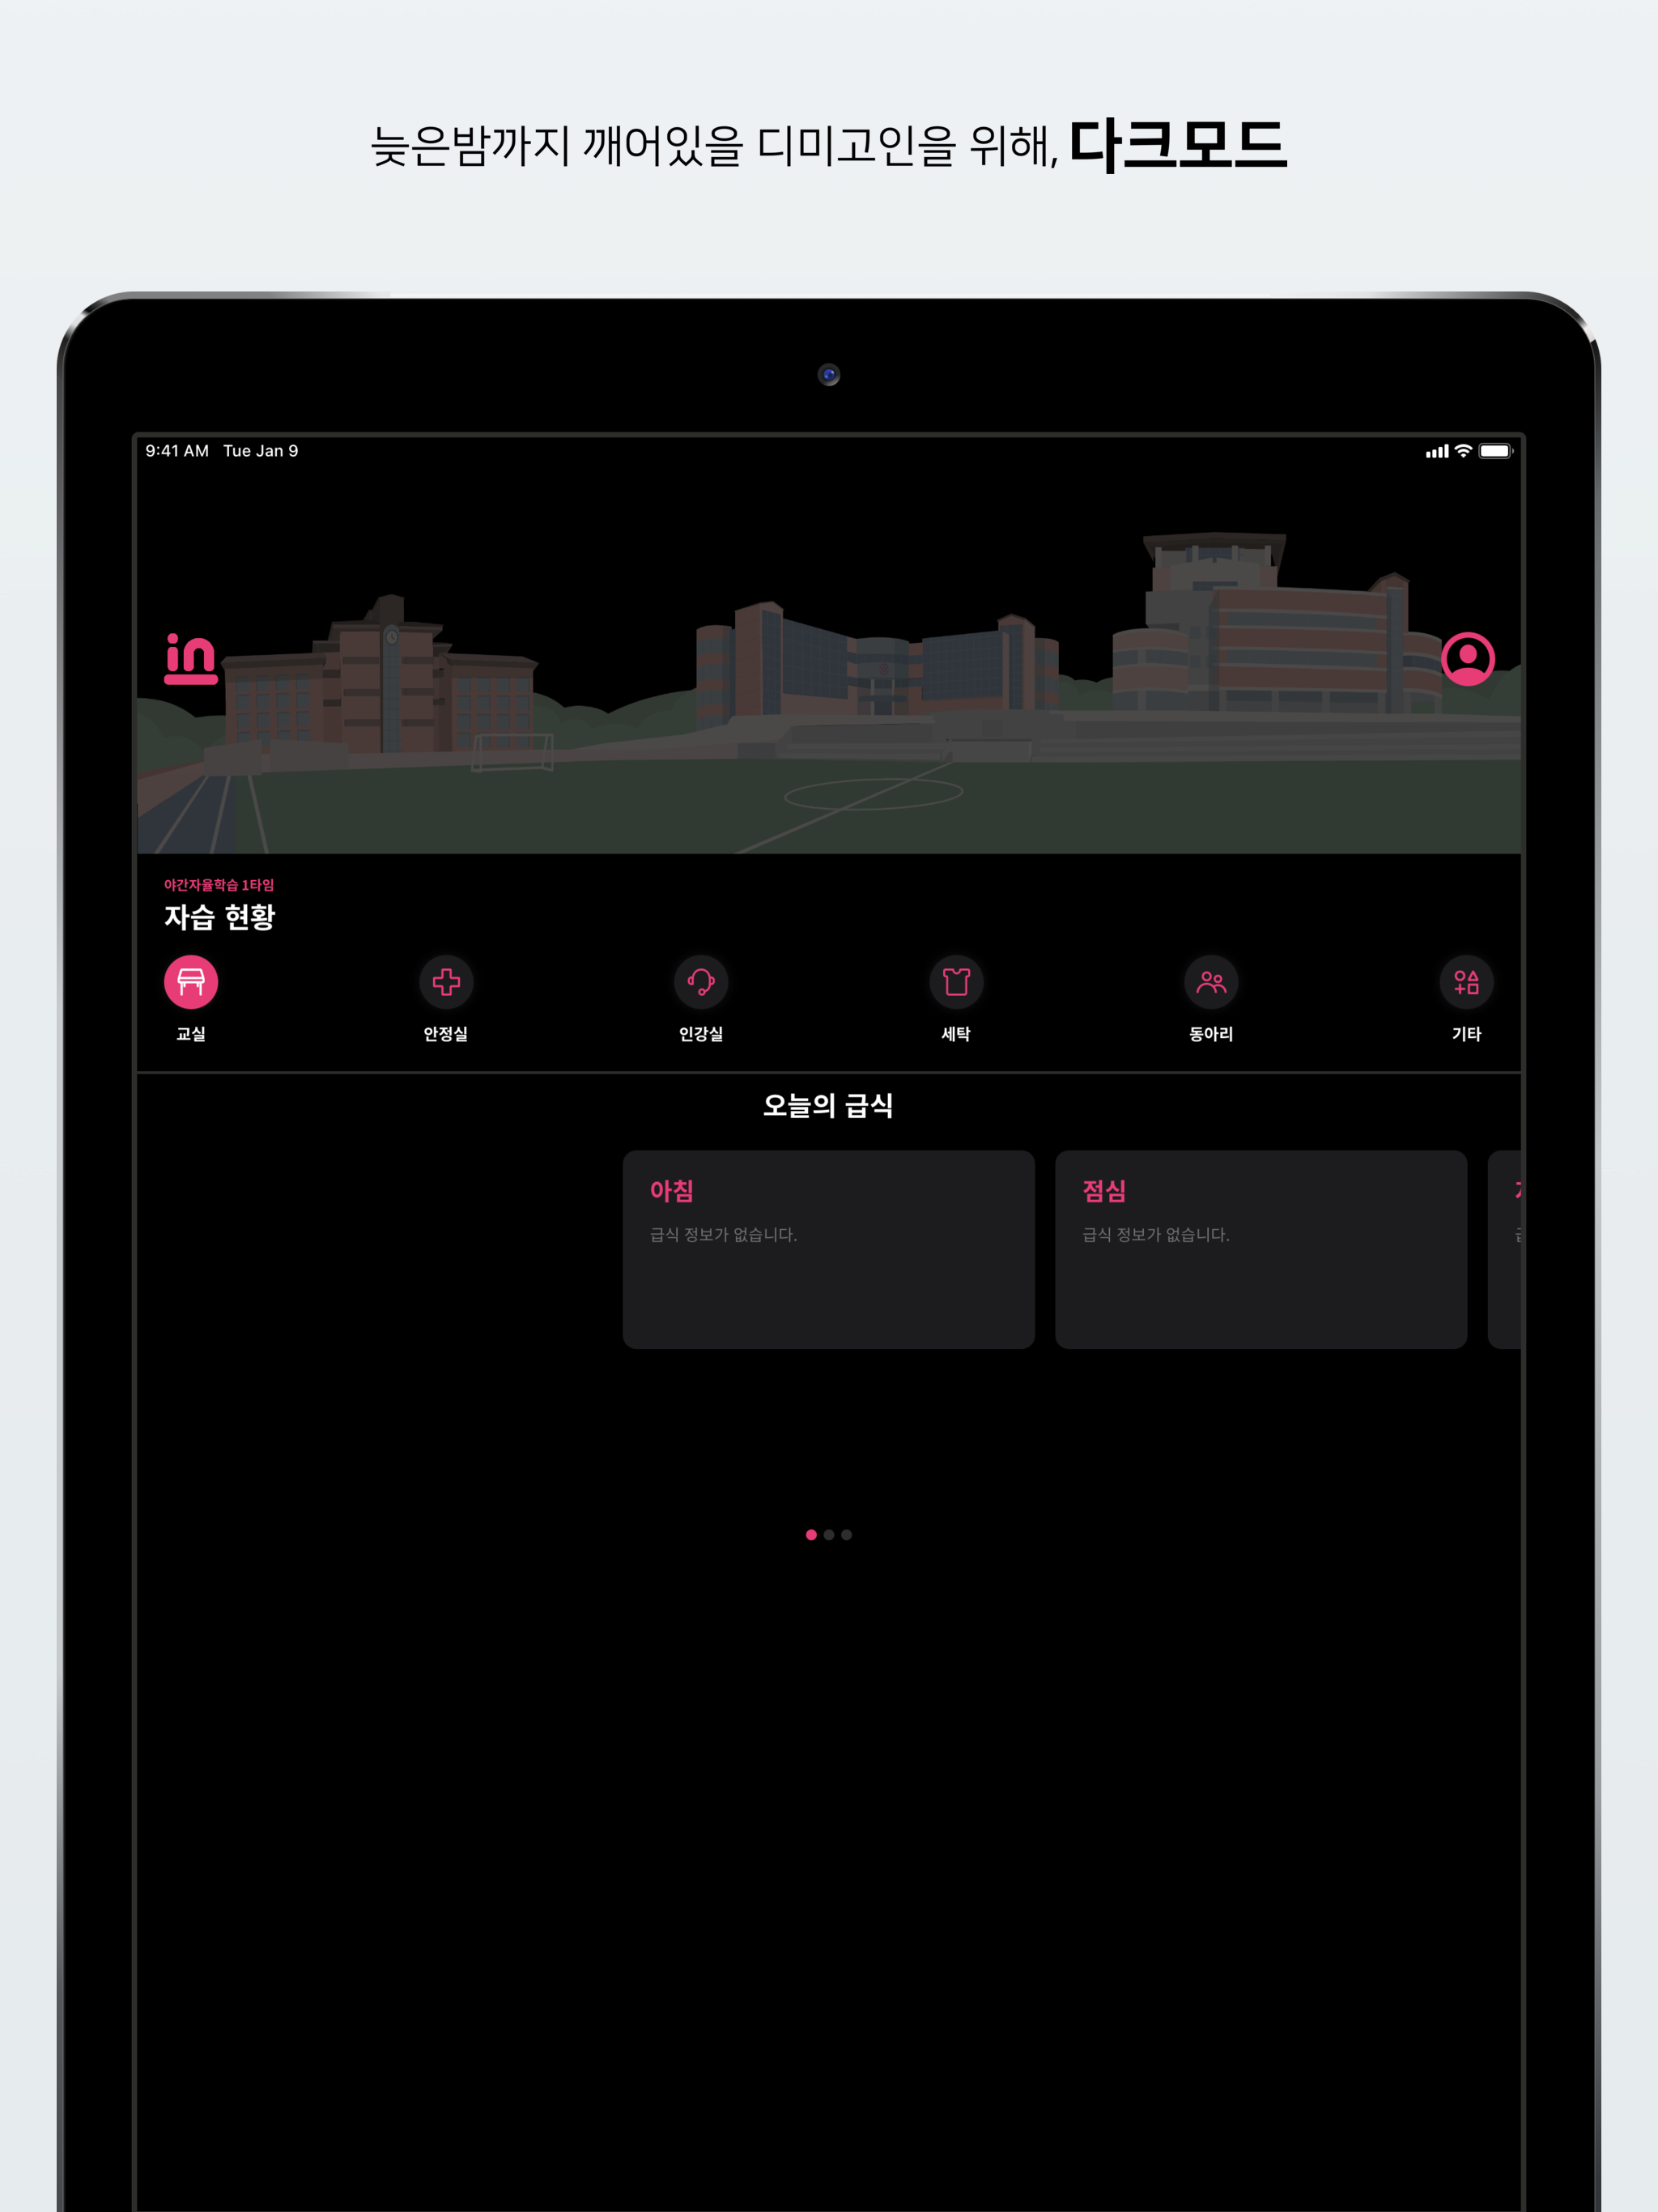 늦은밤까지 깨어있을 디미고인을 위해, 다크모드
9:41 AM Tue Jan 9
in
야간자율학습 1타임
자습 현황
교실 안정실 인강실 세탁 동아리 기타
오늘의 급식
아침 점심
급식 정보가 없습니다. 급식 정보가 없습니다.